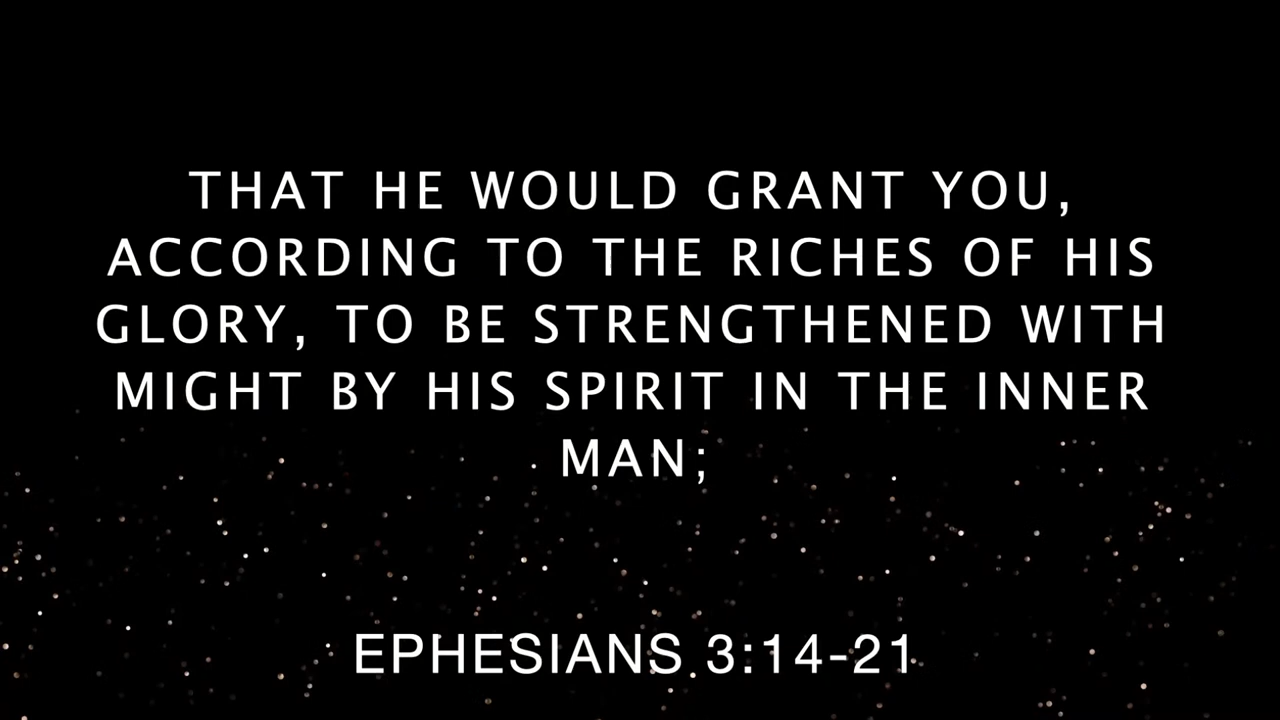 THAT HE WOULD GRANT YOU,
ACCORDING TO THE RICHES OF HIS
GLORY, TO BE STRENGTHENED WITH
MIGHT BY HIS SPIRIT IN THE INNER
MAN;
EPHESIANS 3:14-21